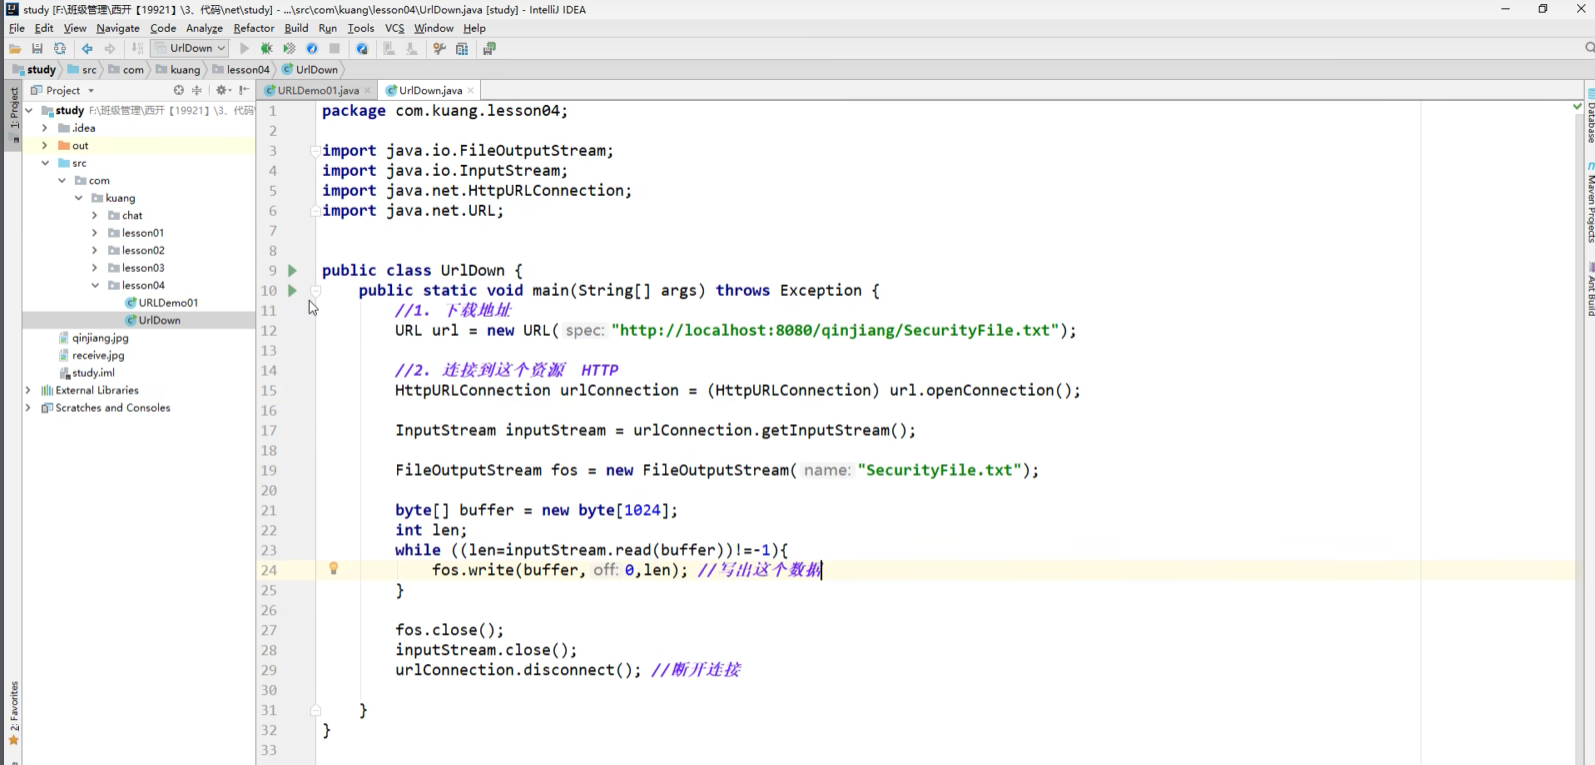 study [F:\班级管理\西开【19921】\3、代码\net\study] - ...\src\com\kuang\lesson04\UrlDown.java [study] - IntelliJ IDEA
File Edit View Navigate Code Analyze Refactor Build Run Tools VCS Window Help
UrlDown
study src com kuang lesson04 UrlDown
Project
URLDemo01.java
UrlDown.java
1: Project
study F:\班级管理\西开【19921】\3、代码
.idea
out
src
com
kuang
chat
lesson01
lesson02
lesson03
lesson04
URLDemo01
UrlDown
qinjiang.jpg
receive.jpg
study.iml
External Libraries
Scratches and Consoles
2: Favorites
1 package com.kuang.lesson04;
2
3 import java.io.FileOutputStream;
4 import java.io.InputStream;
5 import java.net.HttpURLConnection;
6 import java.net.URL;
7
8
9 public class UrlDown {
10 public static void main(String[] args) throws Exception {
11 //1. 下载地址
12 URL url = new URL( spec: "http://localhost:8080/qinjiang/SecurityFile.txt");
13
14 //2. 连接到这个资源 HTTP
15 HttpURLConnection urlConnection = (HttpURLConnection) url.openConnection();
16
17 InputStream inputStream = urlConnection.getInputStream();
18
19 FileOutputStream fos = new FileOutputStream( name: "SecurityFile.txt");
20
21 byte[] buffer = new byte[1024];
22 int len;
23 while ((len=inputStream.read(buffer))!=-1){
24 fos.write(buffer, off: 0,len); //写出这个数据
25 }
26
27 fos.close();
28 inputStream.close();
29 urlConnection.disconnect(); //断开连接
30
31 }
32 }
33
Database
Maven Projects
Ant Build